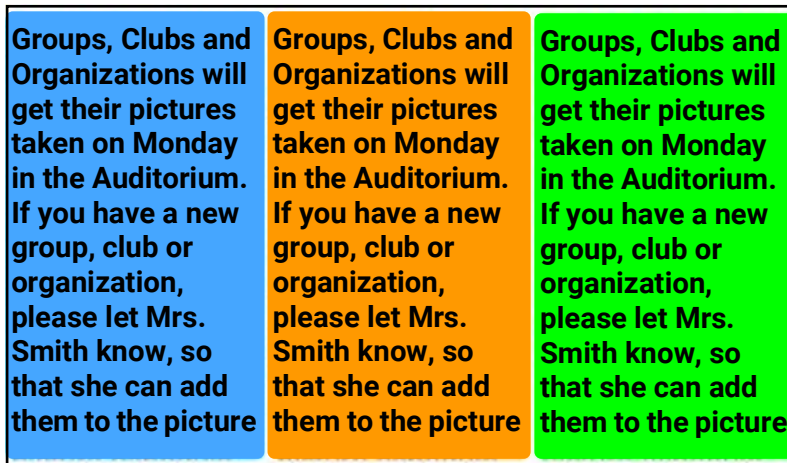 Groups, Clubs and
Organizations will
get their pictures
taken on Monday
in the Auditorium.
If you have a new
group, club or
organization,
please let Mrs.
Smith know, so
that she can add
them to the picture
Groups, Clubs and
Organizations will
get their pictures
taken on Monday
in the Auditorium.
If you have a new
group, club or
organization,
please let Mrs.
Smith know, so
that she can add
them to the picture
Groups, Clubs and
Organizations will
get their pictures
taken on Monday
in the Auditorium.
If you have a new
group, club or
organization,
please let Mrs.
Smith know, so
that she can add
them to the picture